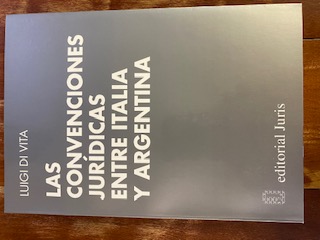 LUIGI DI VITA
LAS
CONVENCIONES
JURÍDICAS
ENTRE ITALIA
Y ARGENTINA
editorial Juris